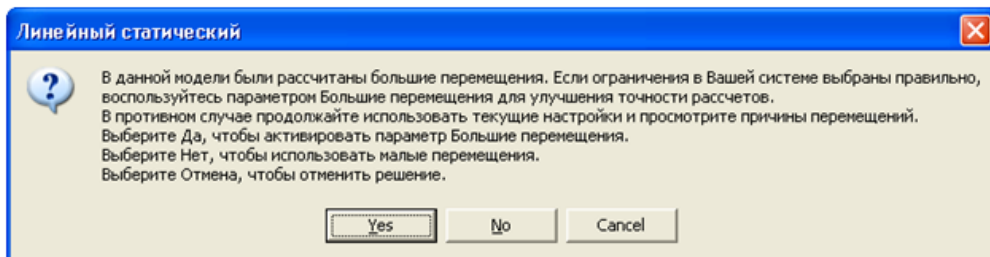 Линейный статический
В данной модели были рассчитаны большие перемещения. Если ограничения в Вашей системе выбраны правильно,
воспользуйтесь параметром Большие перемещения для улучшения точности рассчетов.
В противном случае продолжайте использовать текущие настройки и просмотрите причины перемещений.
Выберите Да, чтобы активировать параметр Большие перемещения.
Выберите Нет, чтобы использовать малые перемещения.
Выберите Отмена, чтобы отменить решение.
Yes No Cancel